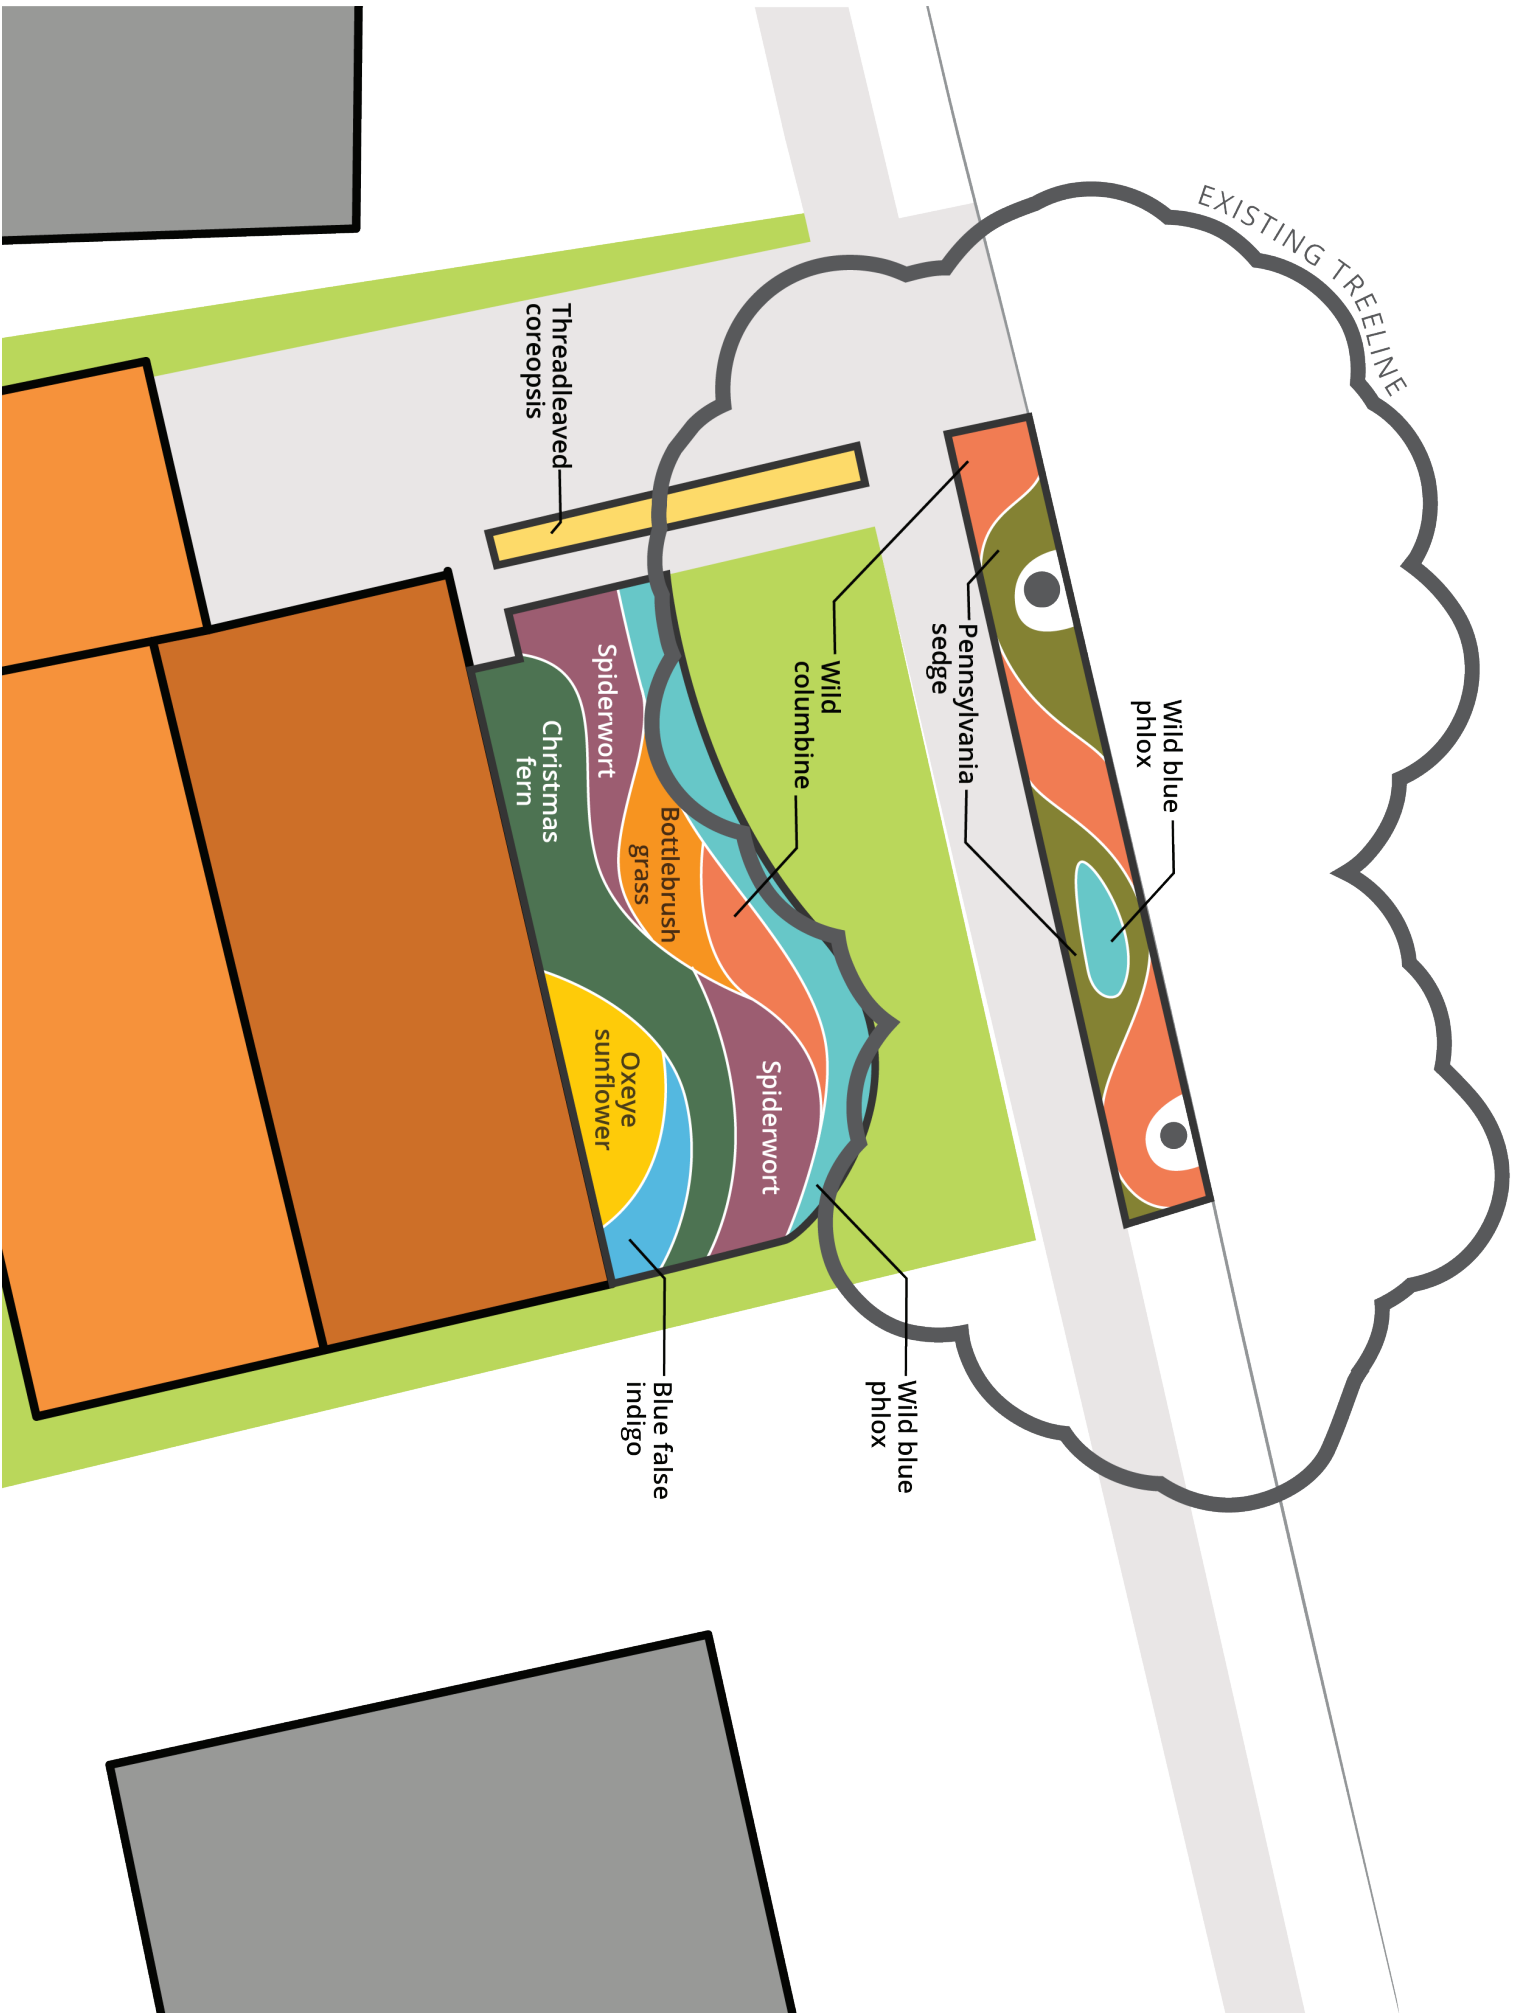 EXISTING TREELINE
Wild blue
phlox
Pennsylvania
sedge
Wild blue
phlox
Wild
columbine
Spiderwort
Bottlebrush
grass
Blue false
indigo
Spiderwort
Oxeye
sunflower
Threadleaved
coreopsis
Christmas
fern